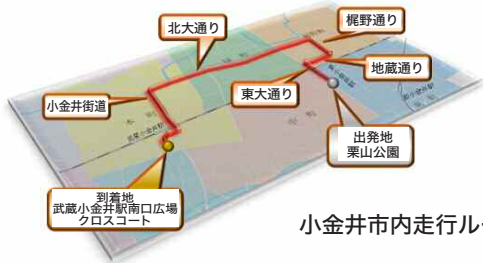 北大通り
梶野通り
地蔵通り
東大通り
小金井街道
出発地
栗山公園
到着地
武蔵小金井駅南口広場
クロスコート
小金井市内走行ル